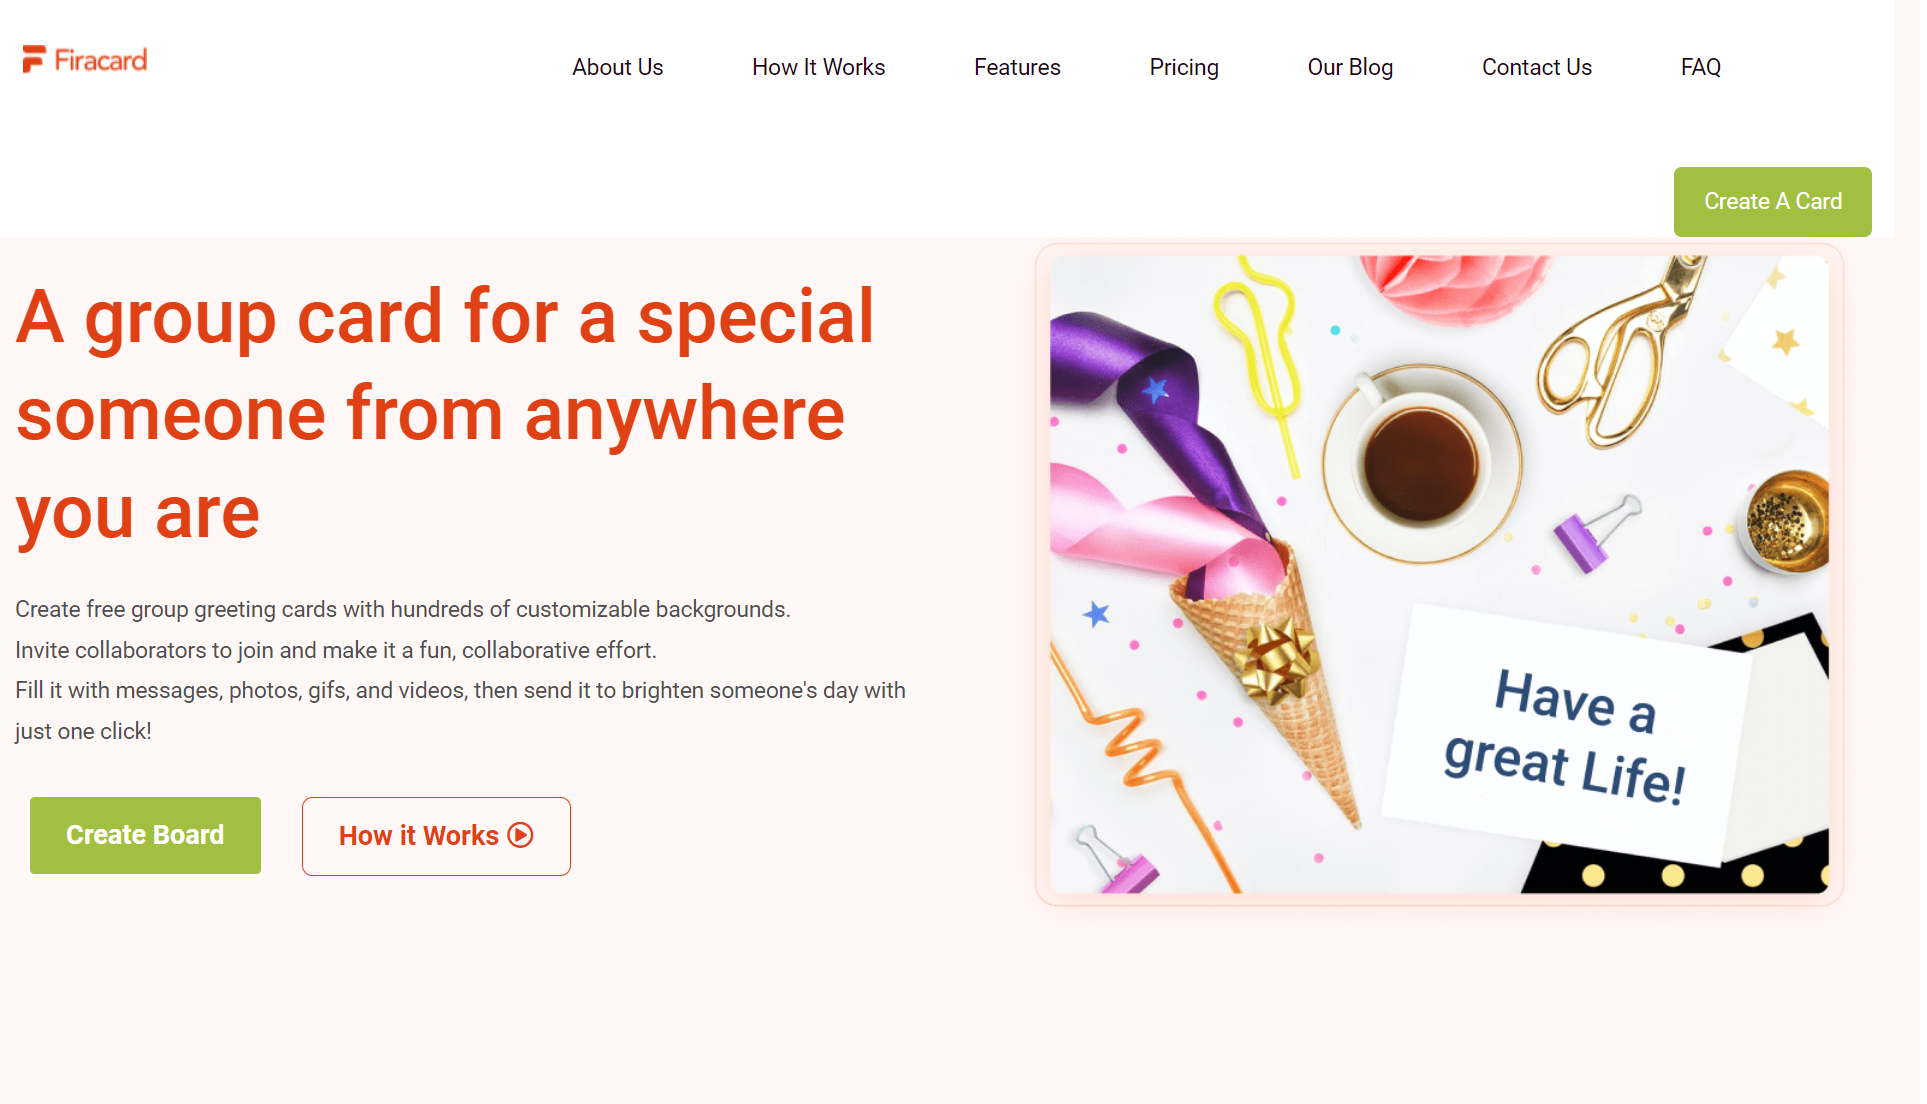 Firacard
About Us
How It Works
Features
Pricing
Our Blog
Contact Us
FAQ
Create A Card
A group card for a special
someone from anywhere
you are
Create free group greeting cards with hundreds of customizable backgrounds.
Invite collaborators to join and make it a fun, collaborative effort.
Fill it with messages, photos, gifs, and videos, then send it to brighten someone's day with
just one click!
Create Board
How it Works
Have a
great Life!